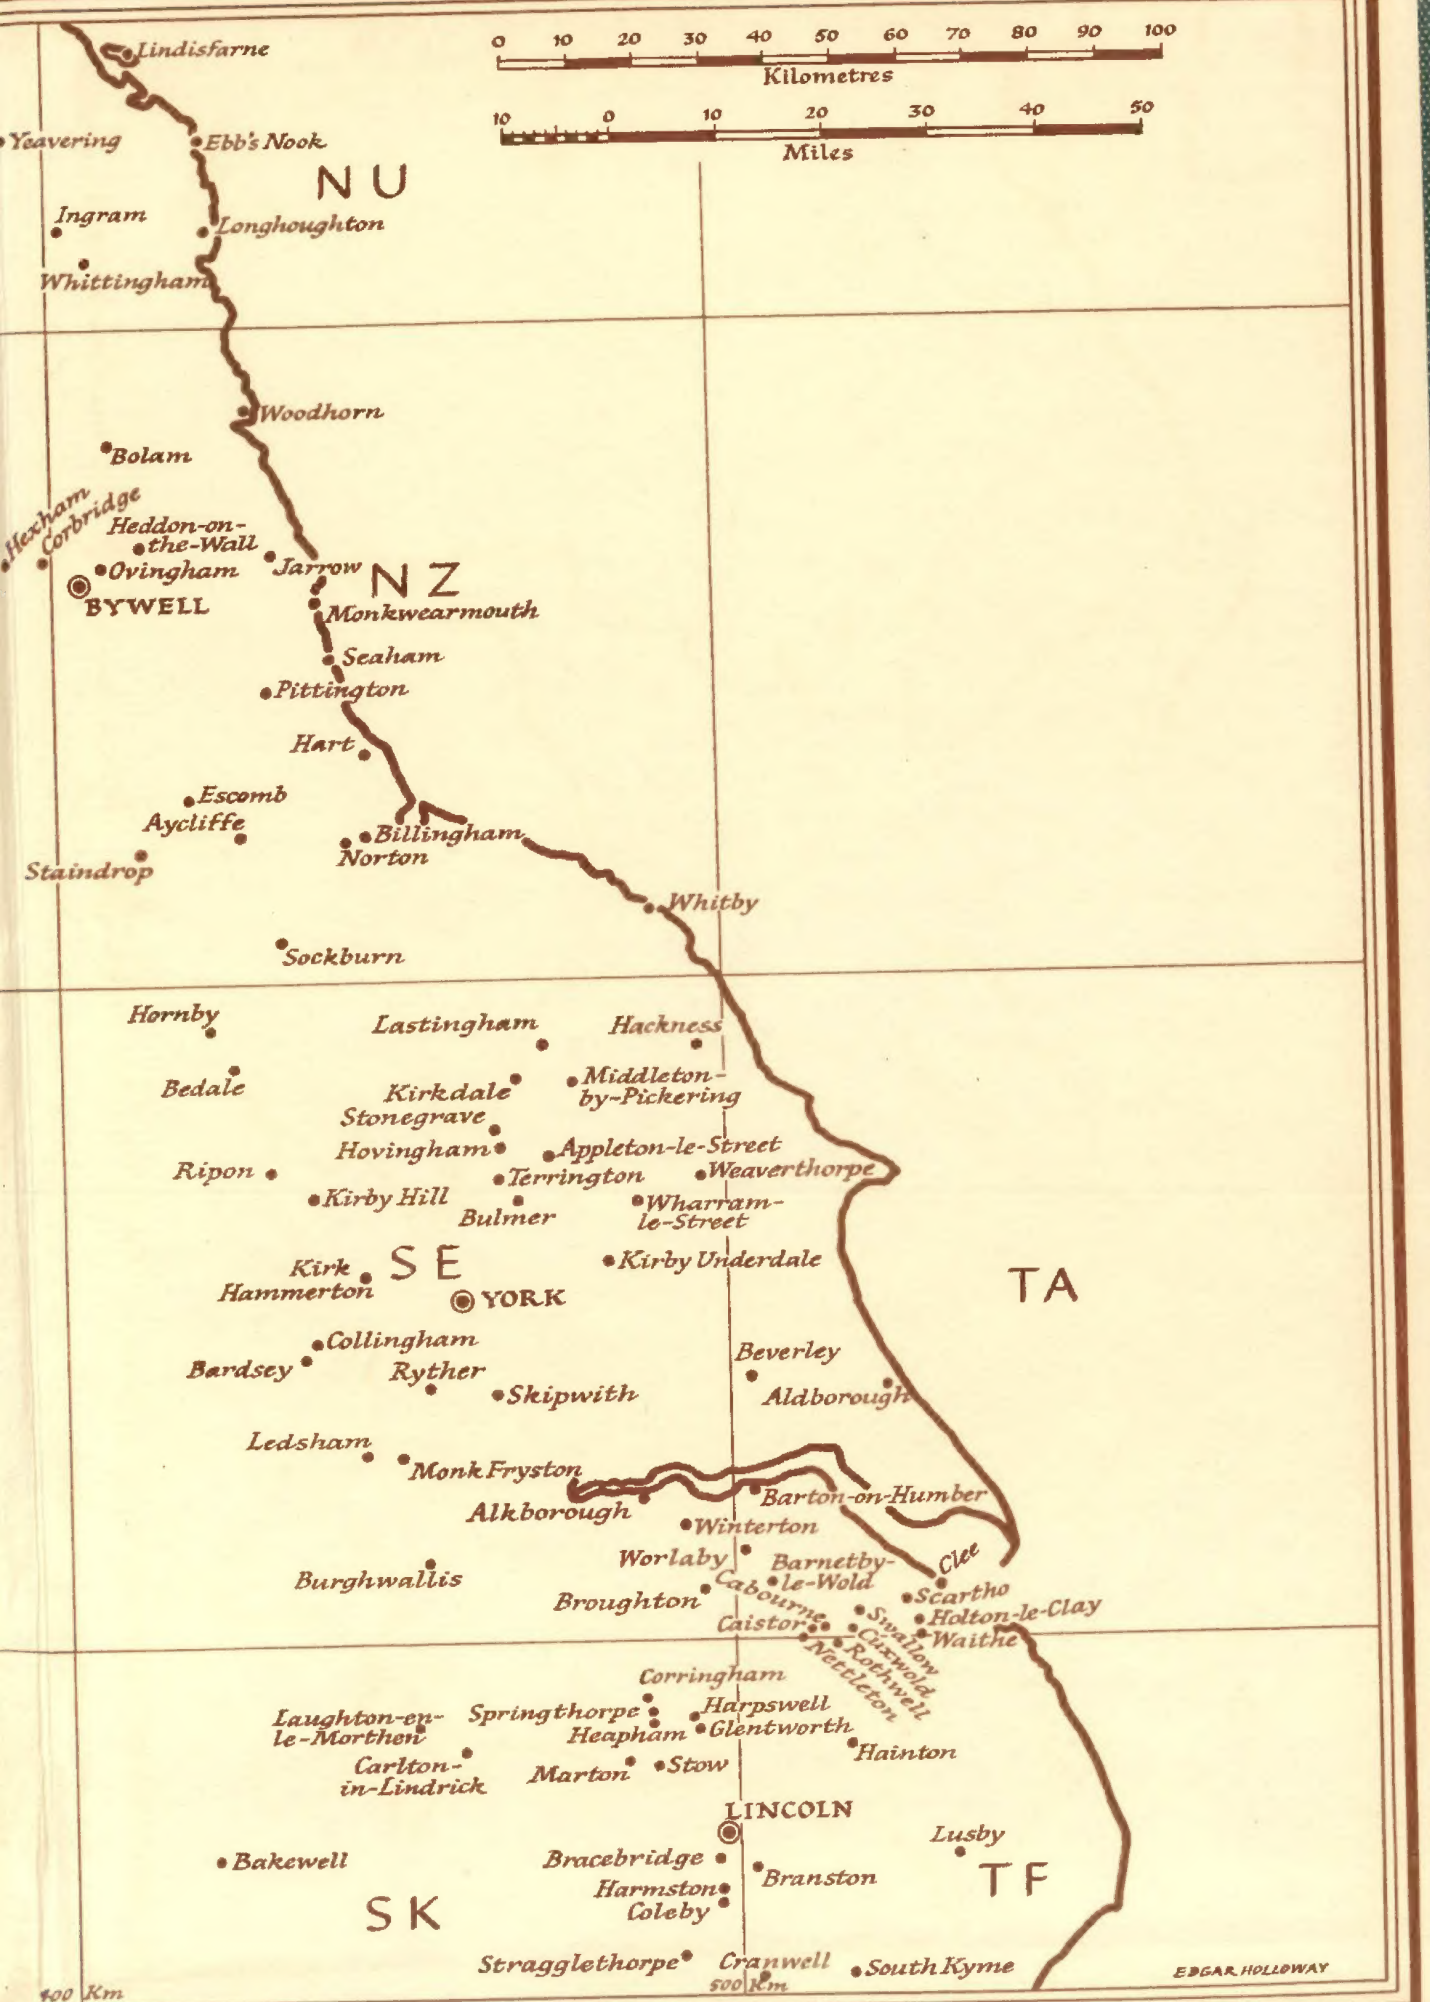 0 10 20 30 40 50 60 70 80 90 100
Kilometres
10 0 10 20 30 40 50
Miles
Lindisfarne
Yeavering
Ebb's Nook
NU
Ingram
Longhoughton
Whittingham
Woodhorn
Bolam
Hexham
Corbridge
Heddon-on-
the-Wall
Ovingham
Jarrow
NZ
BYWELL
Monkwearmouth
Seaham
Pittington
Hart
Escomb
Aycliffe
Billingham
Norton
Staindrop
Whitby
Sockburn
Hornby
Lastingham
Hackness
Bedale
Kirkdale
Middleton-
by-Pickering
Stonegrave
Hovingham
Appleton-le-Street
Ripon
Terrington
Weaverthorpe
Kirby Hill
Bulmer
Wharram-
le-Street
SE
Kirby Underdale
Kirk
Hammerton
YORK
TA
Collingham
Bardsey
Ryther
Skipwith
Beverley
Aldborough
Ledsham
Monk Fryston
Alkborough
Barton-on-Humber
Winterton
Worlaby
Barnetby-
le-Wold
Clee
Burghwallis
Broughton
Cabourne
Scartho
Caistor
Swallow
Holton-le-Clay
Cuxwold
Waithe
Rothwell
Nettleton
Corringham
Laughton-en-
le-Morthen
Springthorpe
Harpswell
Heapham
Glentworth
Hainton
Carlton-
in-Lindrick
Marton
Stow
LINCOLN
Lusby
Bakewell
Bracebridge
Branston
TF
Harmston
Coleby
SK
Stragglethorpe
Cranwell
South Kyme
EDGAR HOLLOWAY
400 Km
500 Km